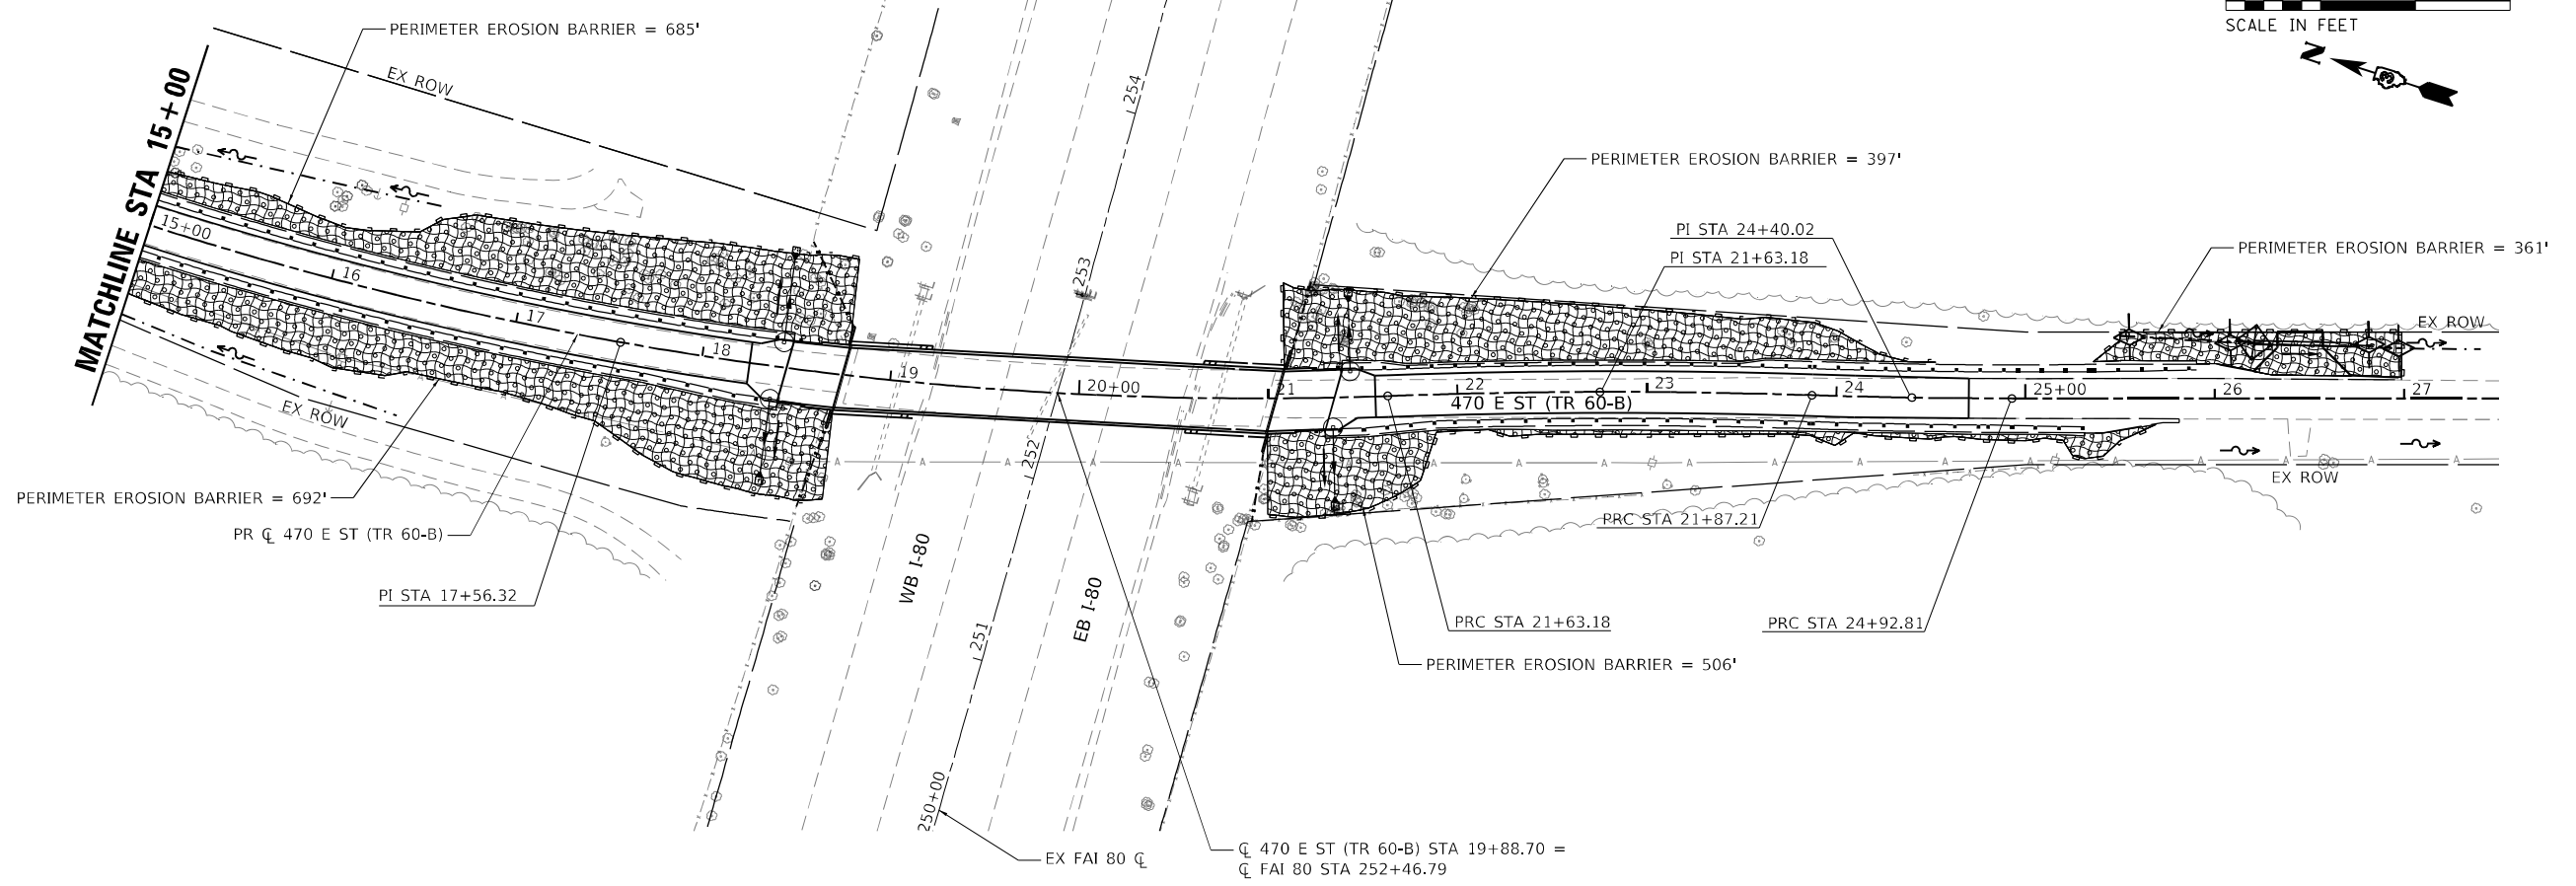 PERIMETER EROSION BARRIER = 685'
SCALE IN FEET
N
3
EX ROW
MATCHLINE STA 15+00
254
PERIMETER EROSION BARRIER = 397'
PI STA 24+40.02
PI STA 21+63.18
PERIMETER EROSION BARRIER = 361'
15+00
16
17
18
19
20+00
21
22
23
24
25+00
26
27
253
EX ROW
470 E ST (TR 60-B)
EX ROW
A A A A A A A A A A A A A A A A A A
252
EX ROW
PERIMETER EROSION BARRIER = 692'
PR ℄ 470 E ST (TR 60-B)
PRC STA 21+87.21
WB I-80
EB I-80
PI STA 17+56.32
PRC STA 21+63.18
PRC STA 24+92.81
251
PERIMETER EROSION BARRIER = 506'
250+00
EX FAI 80 ℄
℄ 470 E ST (TR 60-B) STA 19+88.70 =
℄ FAI 80 STA 252+46.79